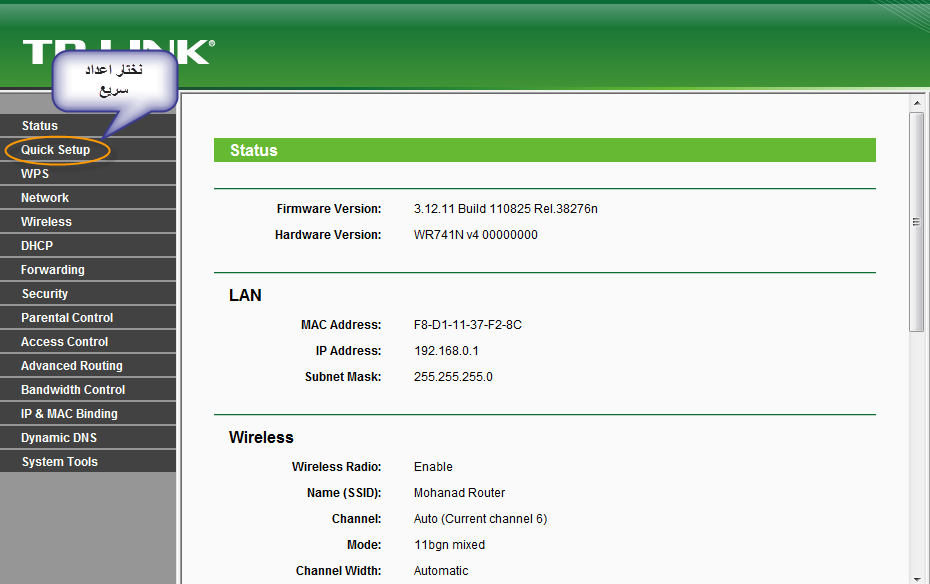 TP-LINK®
نختار اعداد
سريع
Status
Quick Setup
WPS
Network
Wireless
DHCP
Forwarding
Security
Parental Control
Access Control
Advanced Routing
Bandwidth Control
IP & MAC Binding
Dynamic DNS
System Tools
Status
Firmware Version: 3.12.11 Build 110825 Rel.38276n
Hardware Version: WR741N v4 00000000
LAN
MAC Address: F8-D1-11-37-F2-8C
IP Address: 192.168.0.1
Subnet Mask: 255.255.255.0
Wireless
Wireless Radio: Enable
Name (SSID): Mohanad Router
Channel: Auto (Current channel 6)
Mode: 11bgn mixed
Channel Width: Automatic